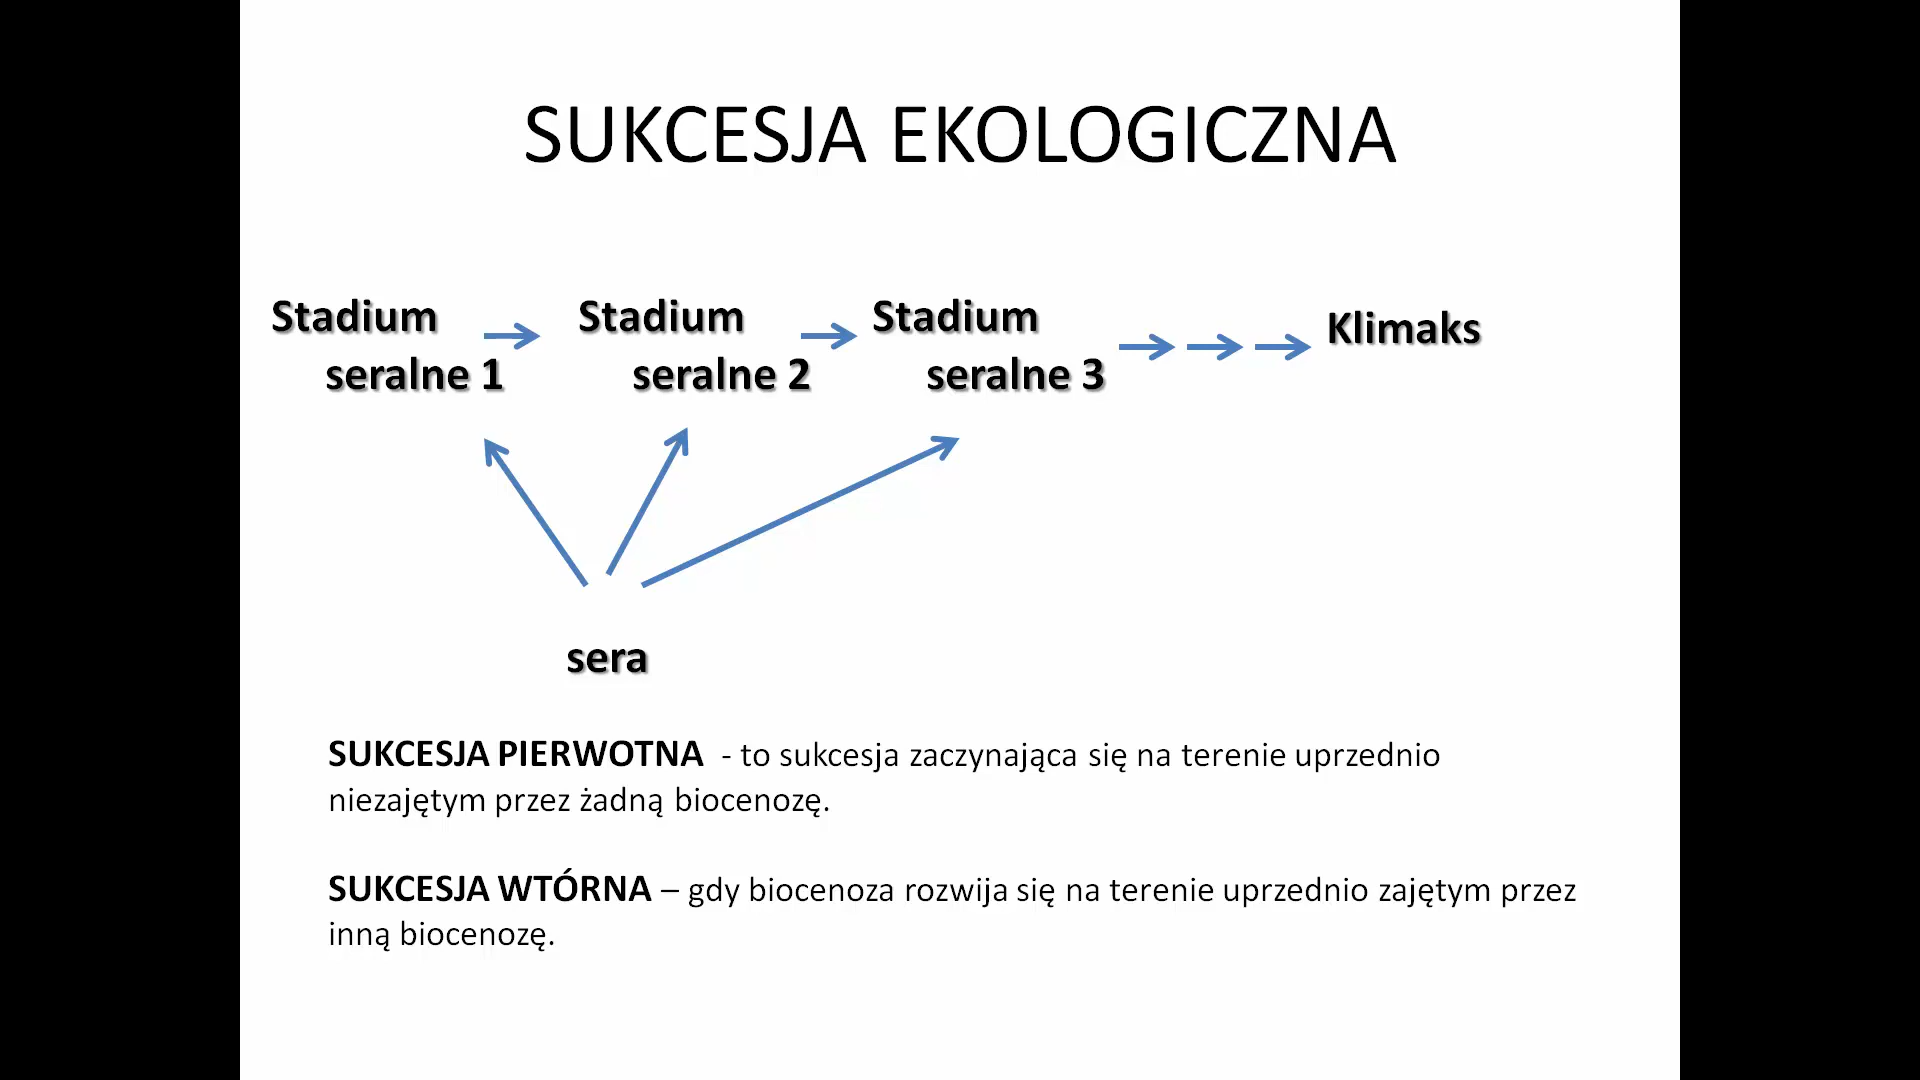 SUKCESJA EKOLOGICZNA
Stadium
seralne 1
Stadium
seralne 2
Stadium
seralne 3
Klimaks
sera
SUKCESJA PIERWOTNA - to sukcesja zaczynająca się na terenie uprzednio
niezajętym przez żadną biocenozę.
SUKCESJA WTÓRNA – gdy biocenoza rozwija się na terenie uprzednio zajętym przez
inną biocenozę.